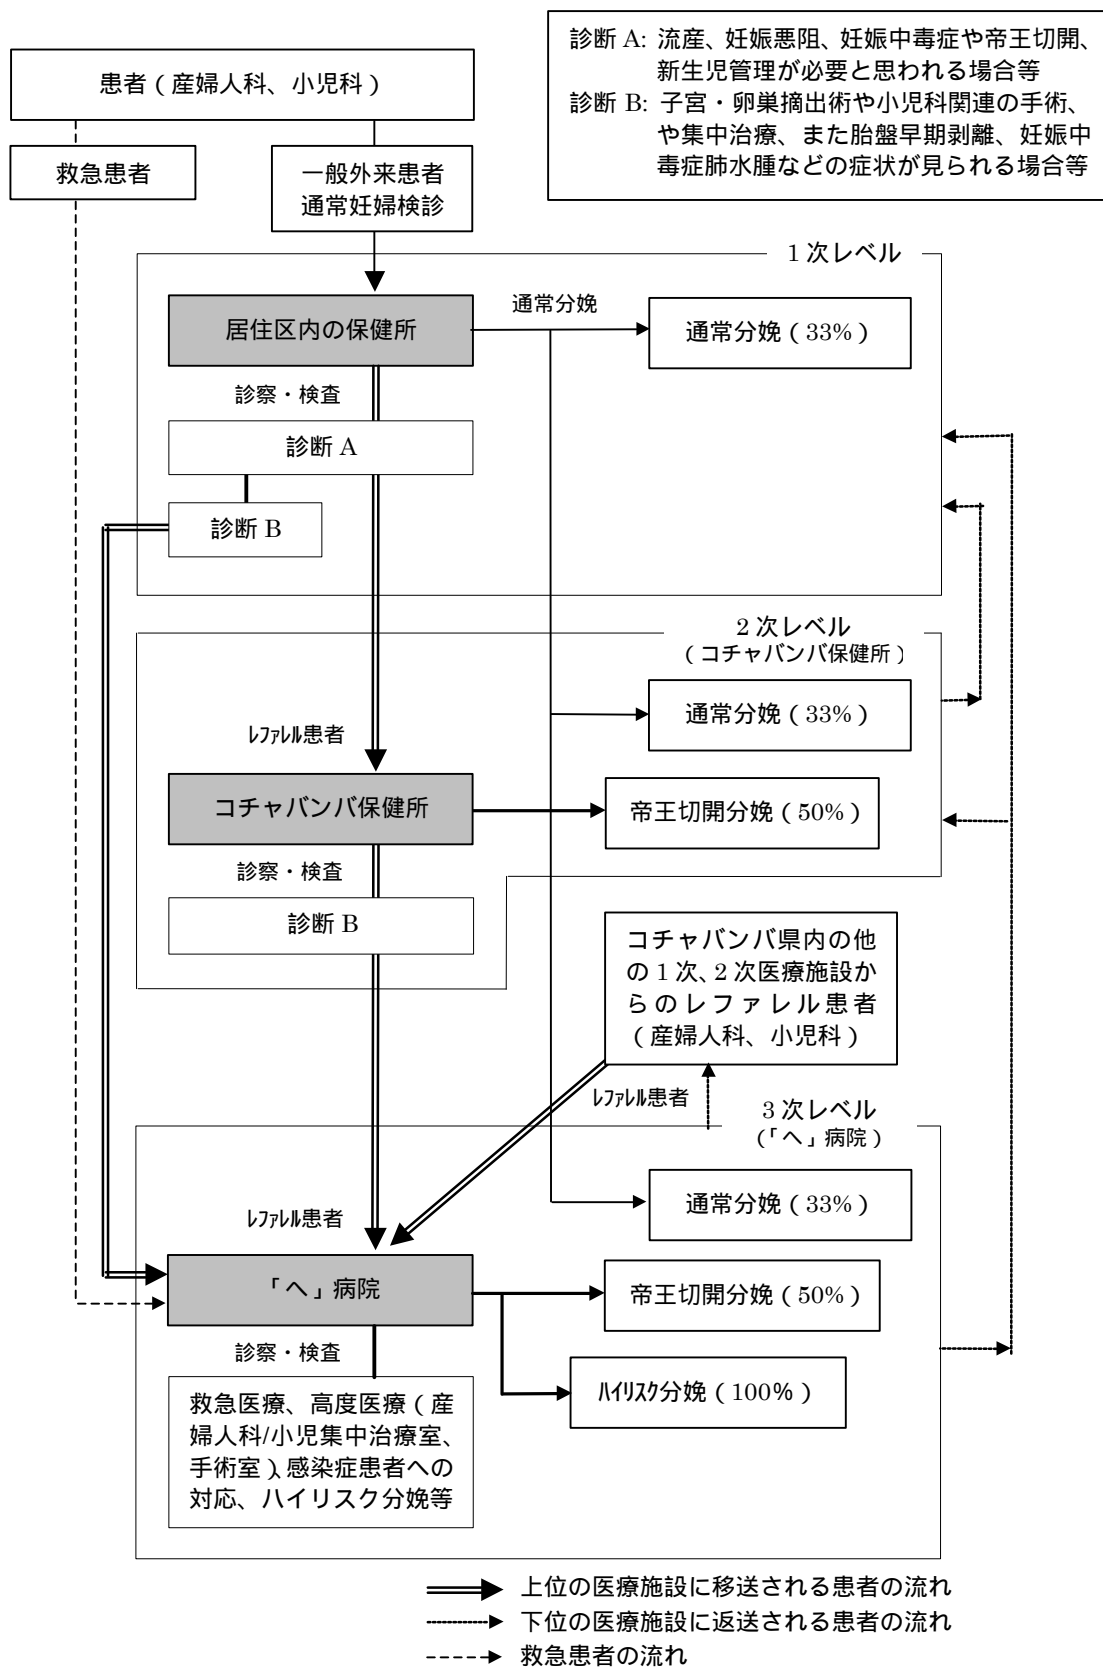 診断 A: 流産、妊娠悪阻、妊娠中毒症や帝王切開、
新生児管理が必要と思われる場合等
診断 B: 子宮・卵巣摘出術や小児科関連の手術、
や集中治療、また胎盤早期剥離、妊娠中
毒症肺水腫などの症状が見られる場合等
患者（産婦人科、小児科）
救急患者
一般外来患者
通常妊婦検診
1 次レベル
居住区内の保健所
通常分娩
通常分娩（33%）
診察・検査
診断 A
診断 B
2 次レベル
（コチャバンバ保健所）
通常分娩（33%）
ﾚﾌｧﾚﾙ患者
コチャバンバ保健所
帝王切開分娩（50%）
診察・検査
診断 B
コチャバンバ県内の他
の 1 次、2 次医療施設か
らのレファレル患者
（産婦人科、小児科）
ﾚﾌｧﾚﾙ患者
3 次レベル
（「へ」病院）
通常分娩（33%）
ﾚﾌｧﾚﾙ患者
「へ」病院
帝王切開分娩（50%）
診察・検査
ﾊｲﾘｽｸ分娩（100%）
救急医療、高度医療（産
婦人科/小児集中治療室、
手術室）、感染症患者への
対応、ハイリスク分娩等
上位の医療施設に移送される患者の流れ
下位の医療施設に返送される患者の流れ
救急患者の流れ